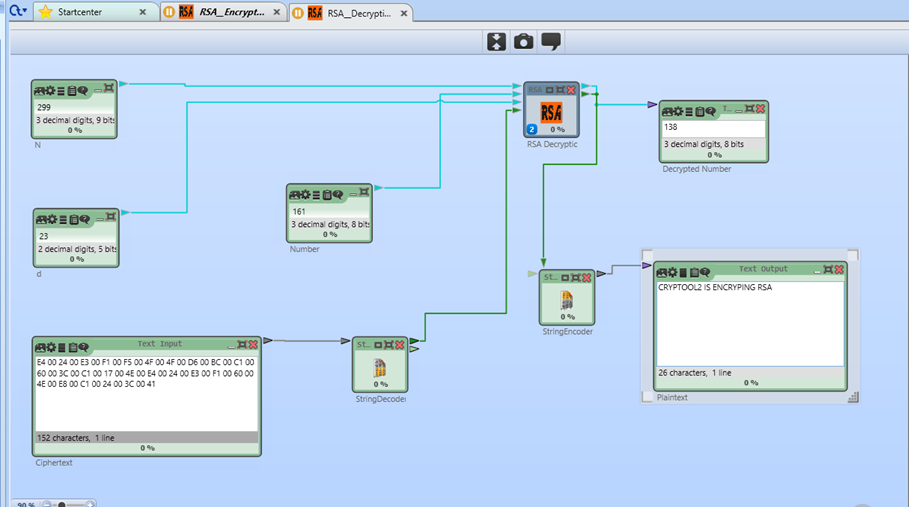 Startcenter
RSA
RSA_Encrypt...
RSA
RSA__Decrypti...
299
3 decimal digits, 9 bits
0 %
N
RSA
RSA
2
0 %
RSA Decryptic
T...
138
3 decimal digits, 8 bits
0 %
Decrypted Number
161
3 decimal digits, 8 bits
0 %
Number
23
2 decimal digits, 5 bits
0 %
d
St...
0 %
StringEncoder
Text Output
CRYPTOOL2 IS ENCRYPING RSA
26 characters, 1 line
0 %
Plaintext
Text Input
E4 00 24 00 E3 00 F1 00 F5 00 4F 00 4F 00 D6 00 BC 00 C1 00
60 00 3C 00 C1 00 17 00 4E 00 E4 00 24 00 E3 00 F1 00 60 00
4E 00 E8 00 C1 00 24 00 3C 00 41
152 characters, 1 line
0 %
Ciphertext
St...
0 %
StringDecoder
90 %